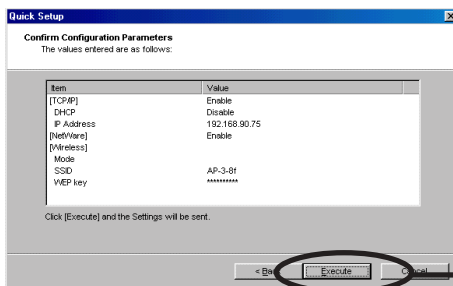 Quick Setup
Confirm Configuration Parameters
The values entered are as follows:
Item Value
[TCP/IP] Enable
DHCP Disable
IP Address 192.168.90.75
[NetWare] Enable
[Wireless]
Mode
SSID AP-3-8f
WEP key **********
Click [Execute] and the Settings will be sent.
< Back Execute Cancel